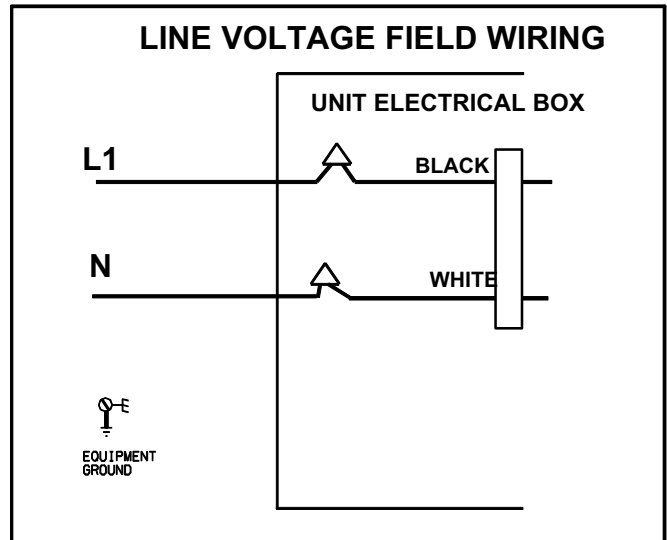 LINE VOLTAGE FIELD WIRING
UNIT ELECTRICAL BOX
L1
BLACK
N
WHITE
EQUIPMENT
GROUND